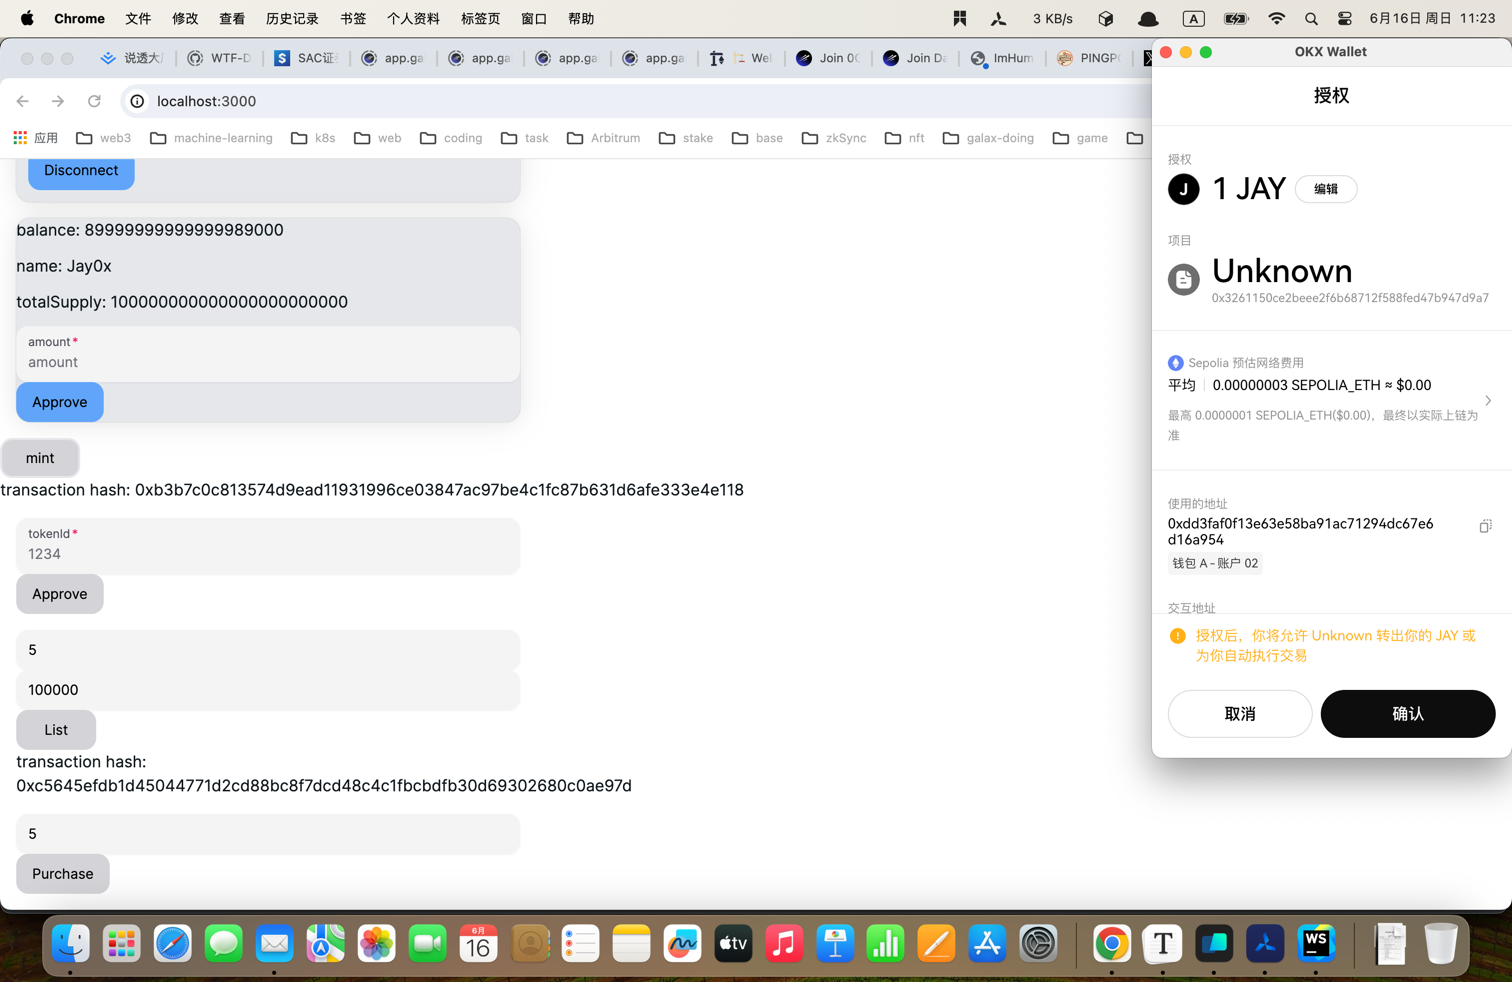 Chrome 文件 修改 查看 历史记录 书签 个人资料 标签页 窗口 帮助 3 KB/s A 6月16日 周日 11:23
说透大 WTF-D SAC证 app.ga app.ga app.ga app.ga Wel Join 0 Join Da ImHum PINGP
OKX Wallet
localhost:3000
应用 web3 machine-learning k8s web coding task Arbitrum stake base zkSync nft galax-doing game
Disconnect
balance: 89999999999999989000
name: Jay0x
totalSupply: 100000000000000000000000
amount*
amount
Approve
mint
transaction hash: 0xb3b7c0c813574d9ead11931996ce03847ac97be4c1fc87b631d6afe333e4e118
tokenId*
1234
Approve
5
100000
List
transaction hash:
0xc5645efdb1d45044771d2cd88bc8f7dcd48c4c1fbcbdfb30d69302680c0ae97d
5
Purchase
授权
授权
J 1 JAY 编辑
项目
Unknown
0x3261150ce2beee2f6b68712f588fed47b947d9a7
Sepolia 预估网络费用
平均 0.00000003 SEPOLIA_ETH ≈ $0.00
最高 0.0000001 SEPOLIA_ETH($0.00)，最终以实际上链为
准
使用的地址
0xdd3faf0f13e63e58ba91ac71294dc67e6
d16a954
钱包 A - 账户 02
交互地址
授权后，你将允许 Unknown 转出你的 JAY 或
为你自动执行交易
取消 确认
6月
16
tv
T
WS